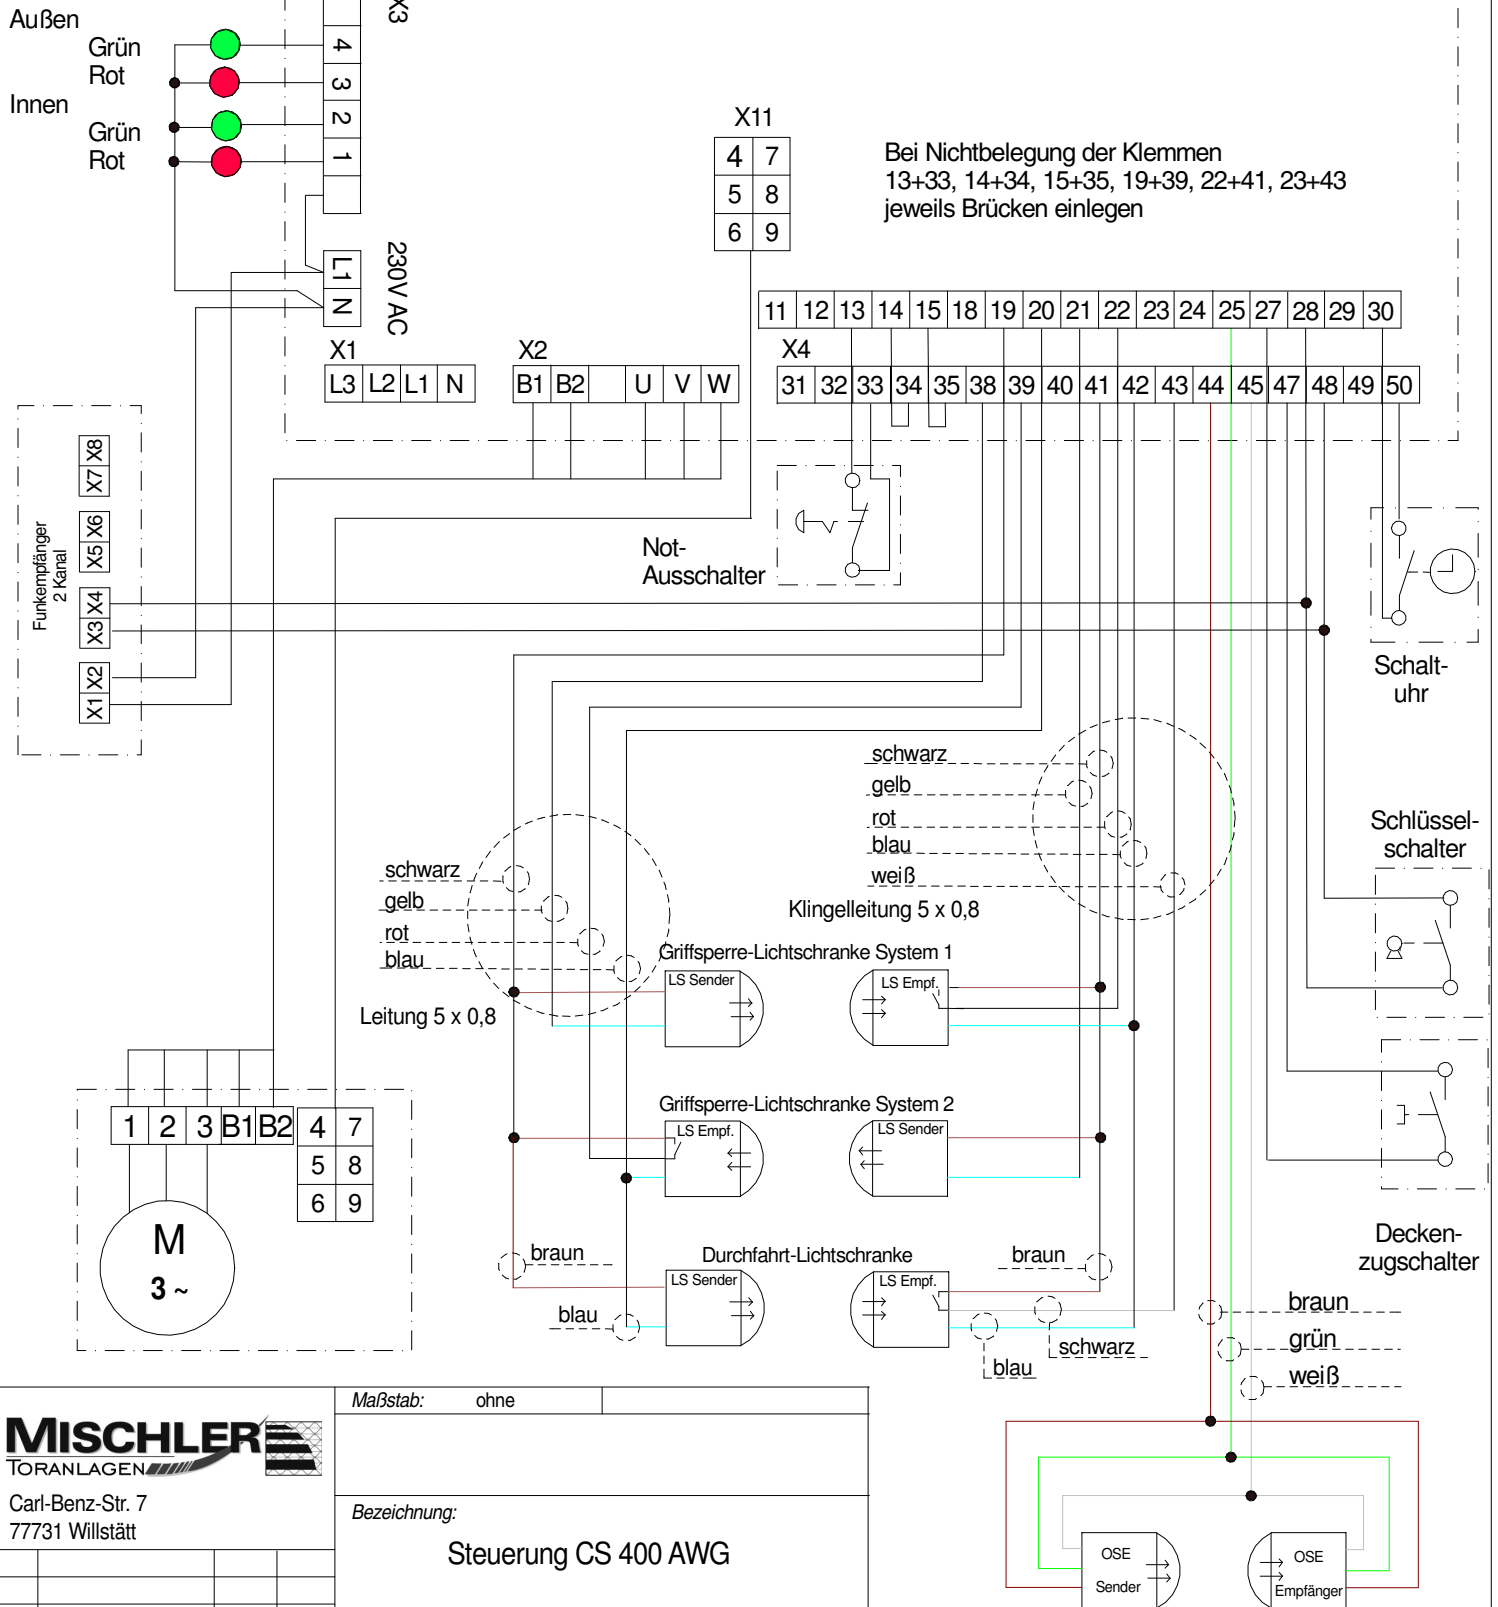 Außen
X3
Grün
4
Rot
3
Innen
2
Grün
1
Rot
X11
4 7
5 8
6 9
Bei Nichtbelegung der Klemmen
13+33, 14+34, 15+35, 19+39, 22+41, 23+43
jeweils Brücken einlegen
L1
N
230V AC
11 12 13 14 15 18 19 20 21 22 23 24 25 27 28 29 30
X1
L3 L2 L1 N
X2
B1 B2 U V W
X4
31 32 33 34 35 38 39 40 41 42 43 44 45 47 48 49 50
Funkempfänger
2 Kanal
X7 X8
X5 X6
X3 X4
X1 X2
Not-
Ausschalter
Schalt-
uhr
schwarz
gelb
rot
blau
weiß
Klingelleitung 5 x 0,8
Schlüssel-
schalter
schwarz
gelb
rot
blau
Leitung 5 x 0,8
Griffsperre-Lichtschranke System 1
LS Sender
LS Empf.
Griffsperre-Lichtschranke System 2
LS Empf.
LS Sender
Durchfahrt-Lichtschranke
braun
braun
LS Sender
LS Empf.
blau
schwarz
blau
1 2 3 B1 B2
4 7
5 8
6 9
M
3 ~
Decken-
zugschalter
braun
grün
weiß
OSE
Sender
OSE
Empfänger
MISCHLER
TORANLAGEN
Carl-Benz-Str. 7
77731 Willstätt
Maßstab: ohne
Bezeichnung:
Steuerung CS 400 AWG